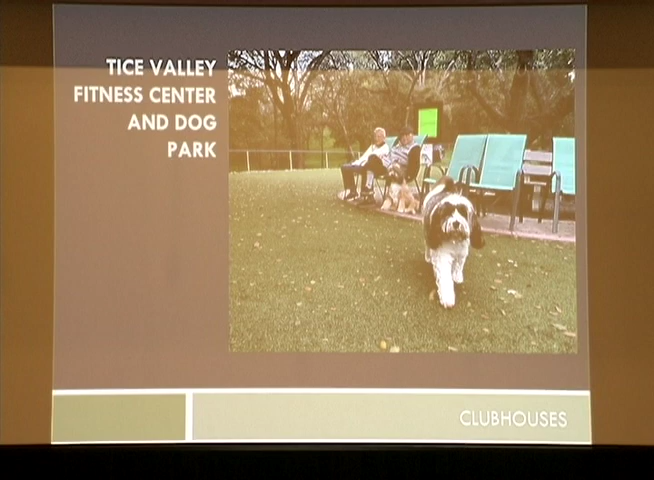 TICE VALLEY
FITNESS CENTER
AND DOG
PARK
CLUBHOUSES